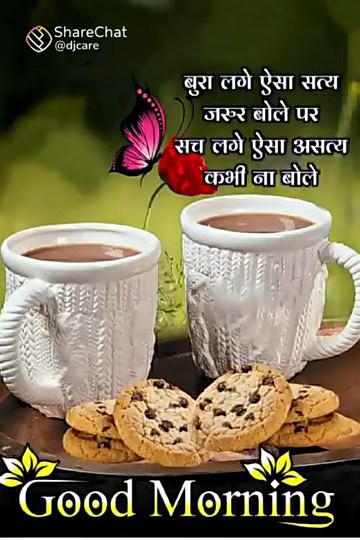 ShareChat
@djcare
बुरा लगे ऐसा सत्य
जरुर बोले पर
सच लगे ऐसा असत्य
कभी ना बोले
Good Morning